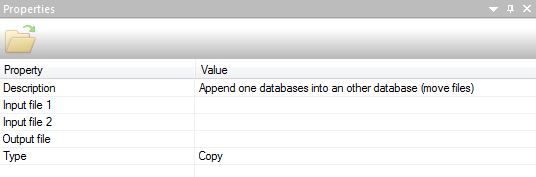 Properties
Property Value
Description Append one databases into an other database (move files)
Input file 1
Input file 2
Output file
Type Copy